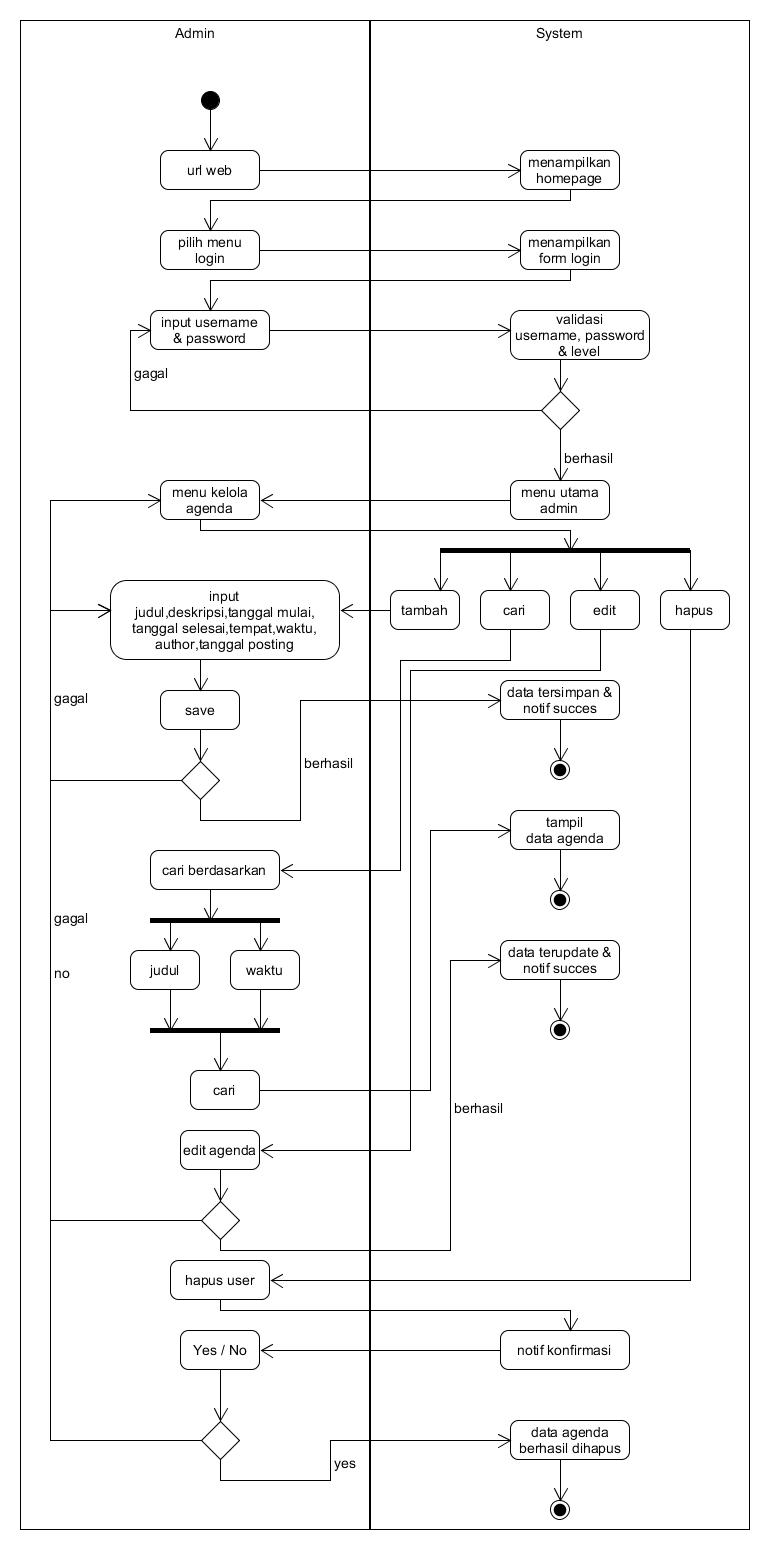 Admin
System
url web
menampilkan
homepage
pilih menu
login
menampilkan
form login
input username
& password
validasi
username, password
& level
gagal
berhasil
menu kelola
agenda
menu utama
admin
input
judul,deskripsi,tanggal mulai,
tanggal selesai,tempat,waktu,
author,tanggal posting
tambah
cari
edit
hapus
gagal
save
data tersimpan &
notif succes
berhasil
tampil
data agenda
cari berdasarkan
gagal
no
judul
waktu
data terupdate &
notif succes
cari
berhasil
edit agenda
hapus user
Yes / No
notif konfirmasi
data agenda
berhasil dihapus
yes